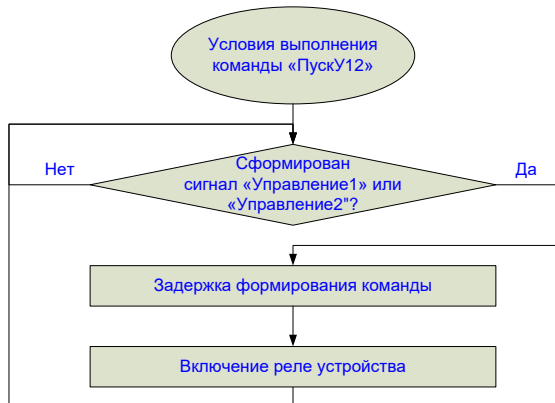 Условия выполнения
команды «ПускУ12»
Сформирован
сигнал «Управление1» или
«Управление2"?
Нет
Да
Задержка формирования команды
Включение реле устройства